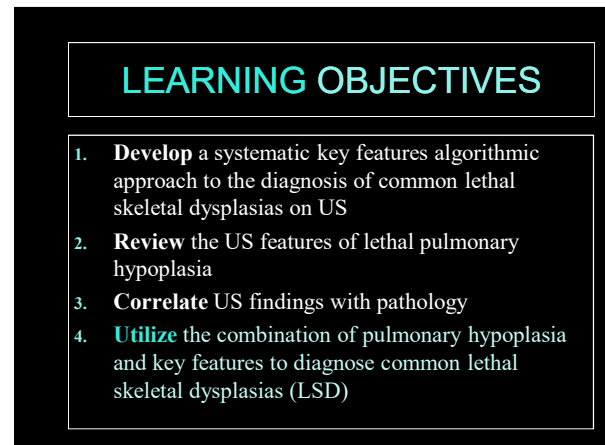 LEARNING OBJECTIVES
1. Develop a systematic key features algorithmic
approach to the diagnosis of common lethal
skeletal dysplasias on US
2. Review the US features of lethal pulmonary
hypoplasia
3. Correlate US findings with pathology
4. Utilize the combination of pulmonary hypoplasia
and key features to diagnose common lethal
skeletal dysplasias (LSD)